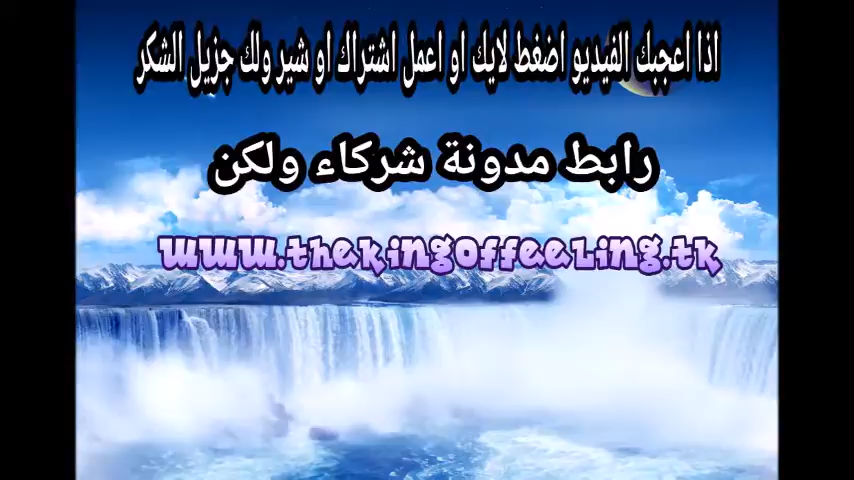 اذا اعجبك الفيديو اضغط لايك او اعمل اشتراك او شير ولك جزيل الشكر
رابط مدونة شركاء ولكن
www.thekingoffeeling.tk